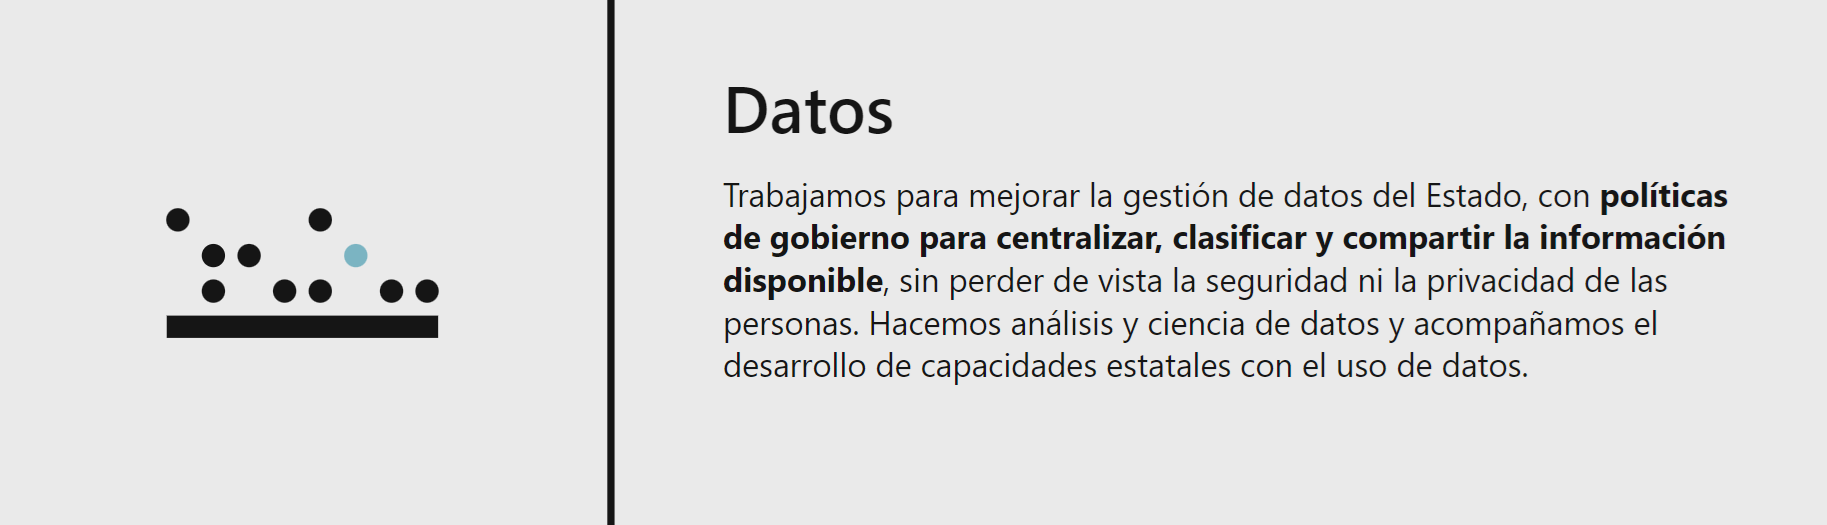 Datos
Trabajamos para mejorar la gestión de datos del Estado, con políticas
de gobierno para centralizar, clasificar y compartir la información
disponible, sin perder de vista la seguridad ni la privacidad de las
personas. Hacemos análisis y ciencia de datos y acompañamos el
desarrollo de capacidades estatales con el uso de datos.